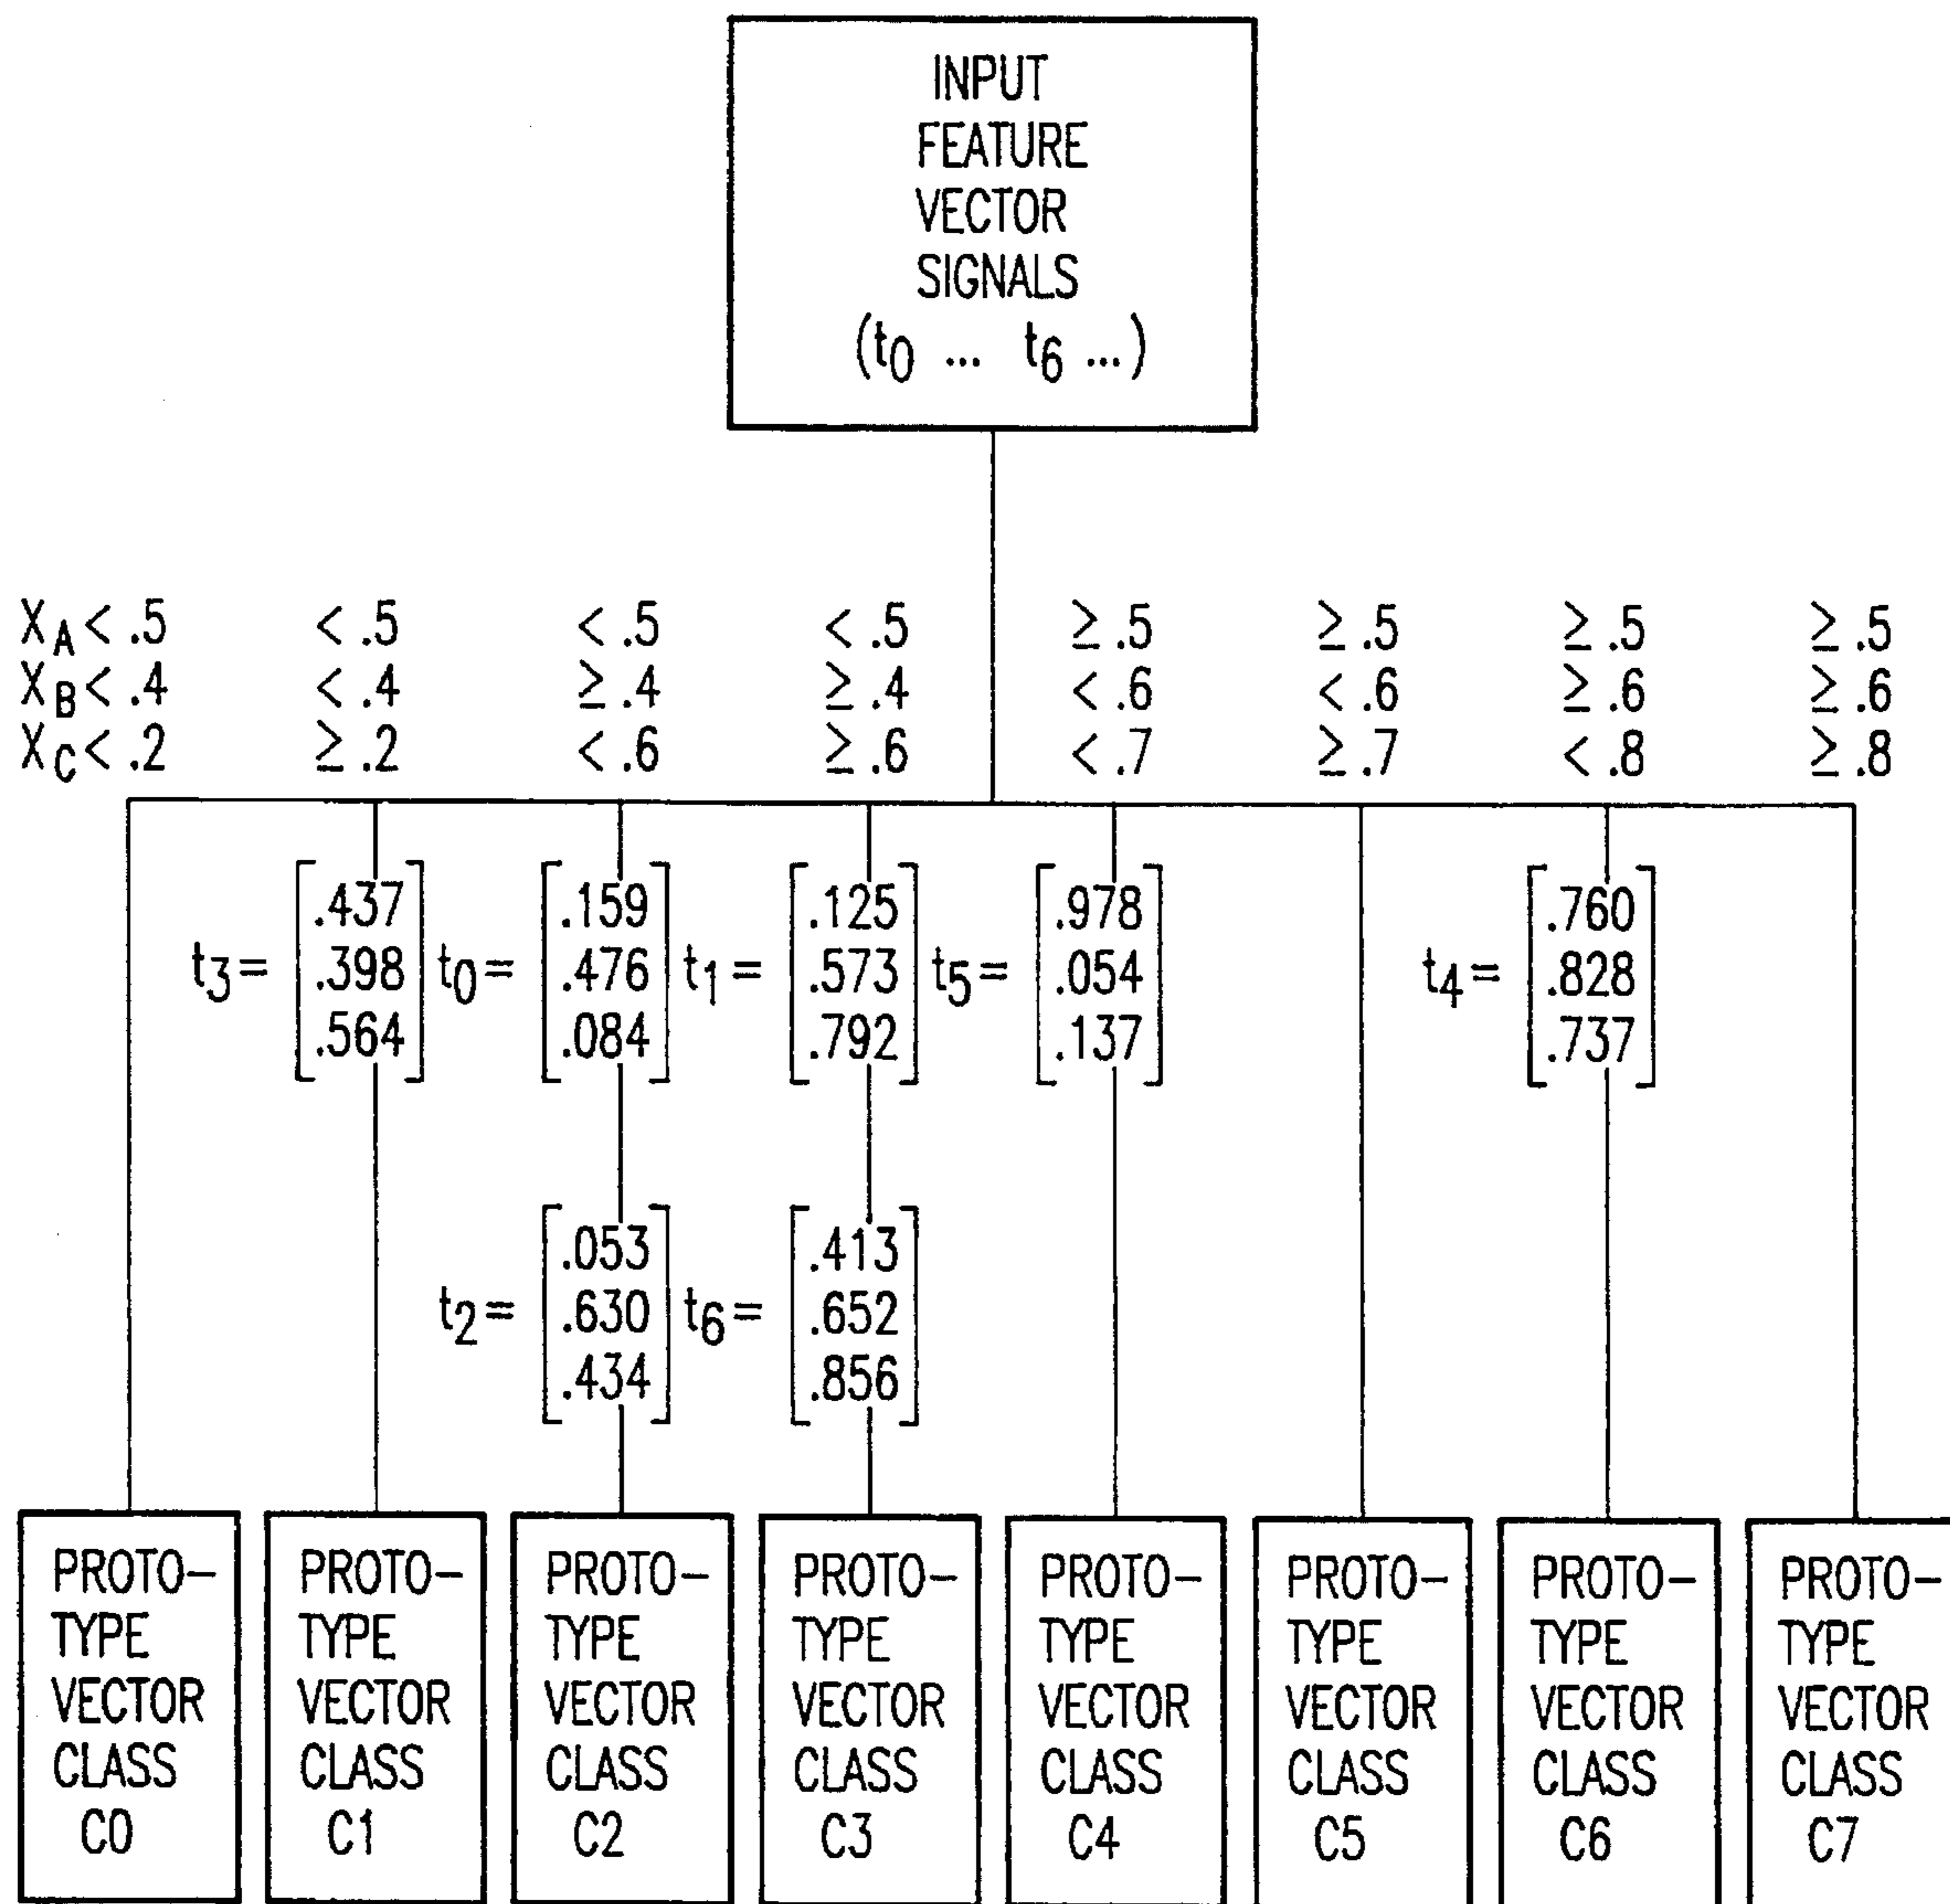 INPUT
FEATURE
VECTOR
SIGNALS
(t0 ... t6 ...)
XA < .5 < .5 < .5 < .5 ≥ .5 ≥ .5 ≥ .5 ≥ .5
XB < .4 < .4 ≥ .4 ≥ .4 < .6 < .6 ≥ .6 ≥ .6
XC < .2 ≥ .2 < .6 ≥ .6 < .7 ≥ .7 < .8 ≥ .8
.437 .159 .125 .978 .760
t3= .398 t0= .476 t1= .573 t5= .054 t4= .828
.564 .084 .792 .137 .737
.053 .413
t2= .630 t6= .652
.434 .856
PROTO- PROTO- PROTO- PROTO- PROTO- PROTO- PROTO- PROTO-
TYPE TYPE TYPE TYPE TYPE TYPE TYPE TYPE
VECTOR VECTOR VECTOR VECTOR VECTOR VECTOR VECTOR VECTOR
CLASS CLASS CLASS CLASS CLASS CLASS CLASS CLASS
C0 C1 C2 C3 C4 C5 C6 C7